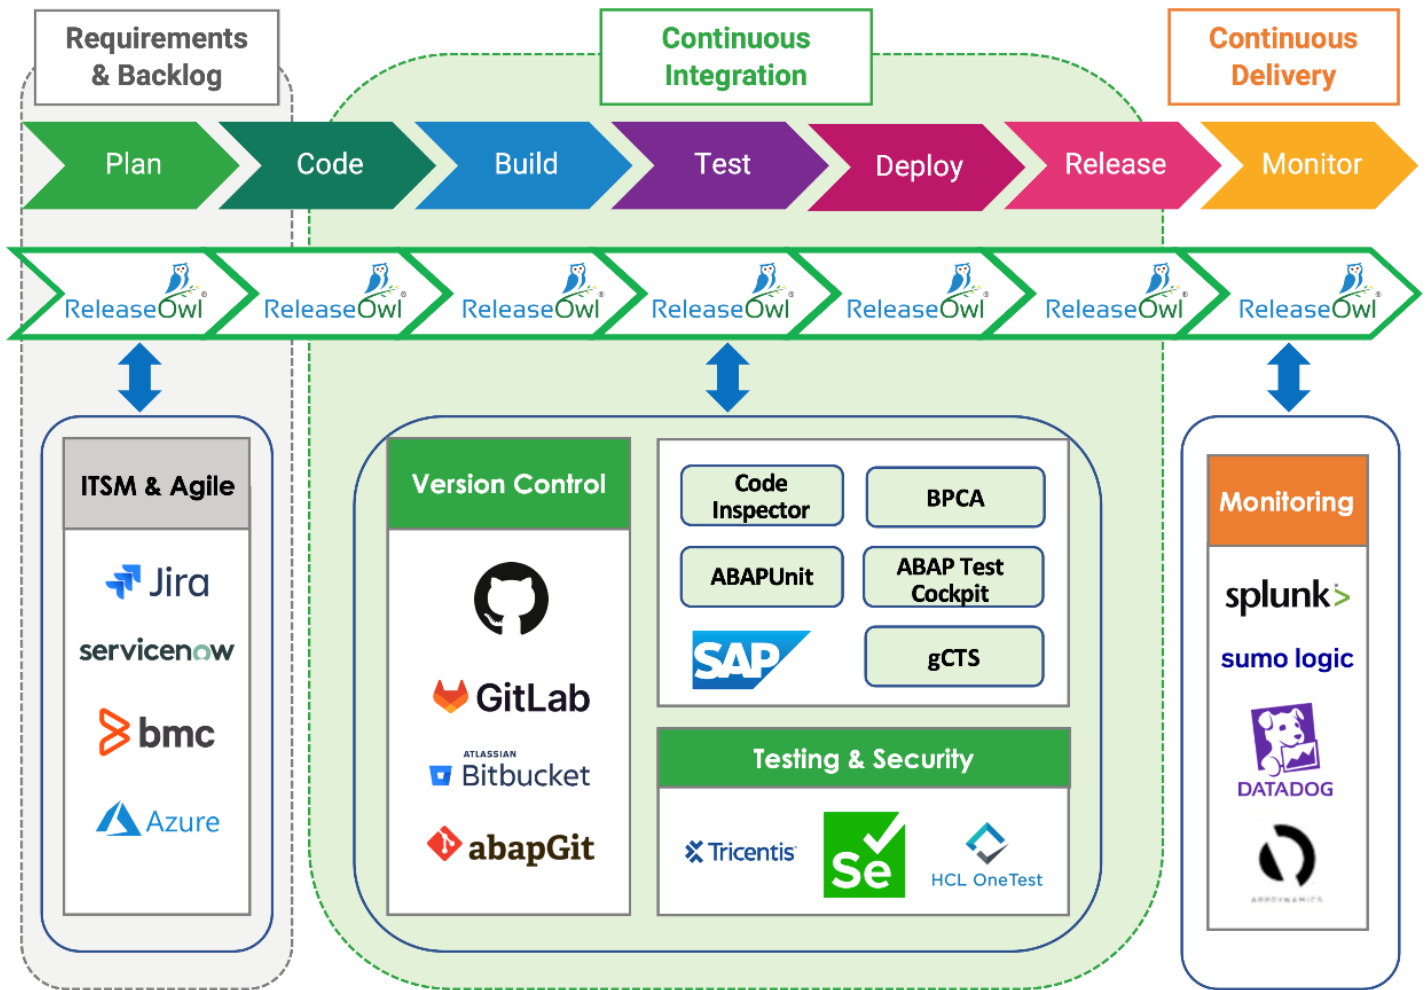 Requirements
& Backlog
Continuous
Integration
Continuous
Delivery
Plan
Code
Build
Test
Deploy
Release
Monitor
ReleaseOwl®
ReleaseOwl®
ReleaseOwl®
ReleaseOwl®
ReleaseOwl®
ReleaseOwl®
ReleaseOwl®
ITSM & Agile
Jira
servicenow
bmc
Azure
Version Control
GitLab
ATLASSIAN
Bitbucket
abapGit
Code
Inspector
BPCA
ABAPUnit
ABAP Test
Cockpit
SAP
gCTS
Testing & Security
Tricentis
Se
HCL OneTest
Monitoring
splunk>
sumo logic
DATADOG
APPDYNAMICS